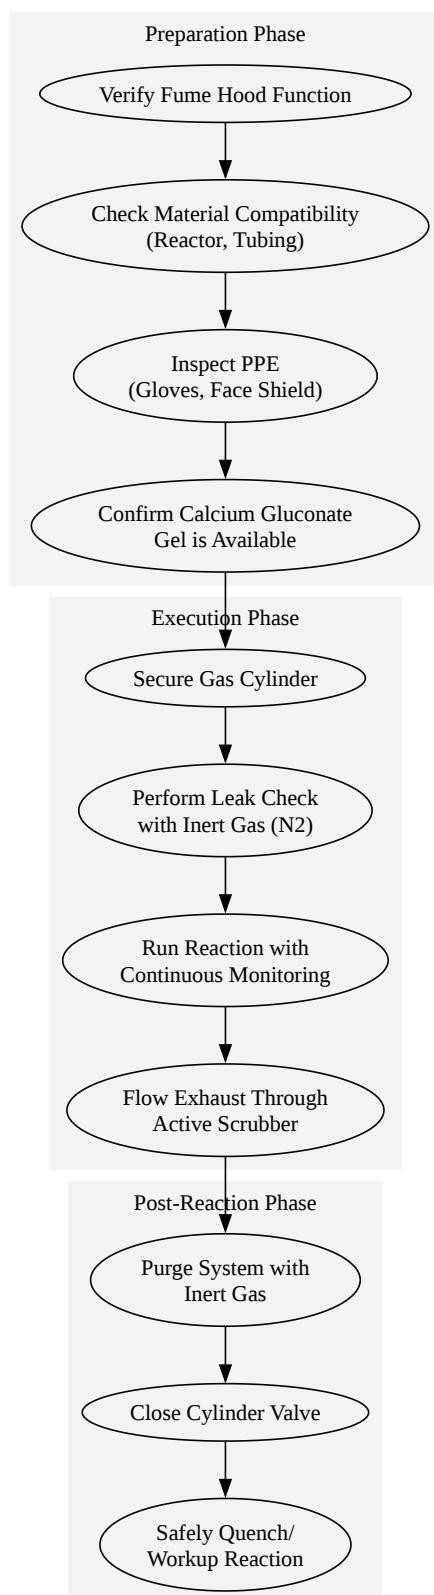 Preparation Phase
Verify Fume Hood Function
Check Material Compatibility
(Reactor, Tubing)
Inspect PPE
(Gloves, Face Shield)
Confirm Calcium Gluconate
Gel is Available
Execution Phase
Secure Gas Cylinder
Perform Leak Check
with Inert Gas (N2)
Run Reaction with
Continuous Monitoring
Flow Exhaust Through
Active Scrubber
Post-Reaction Phase
Purge System with
Inert Gas
Close Cylinder Valve
Safely Quench/
Workup Reaction